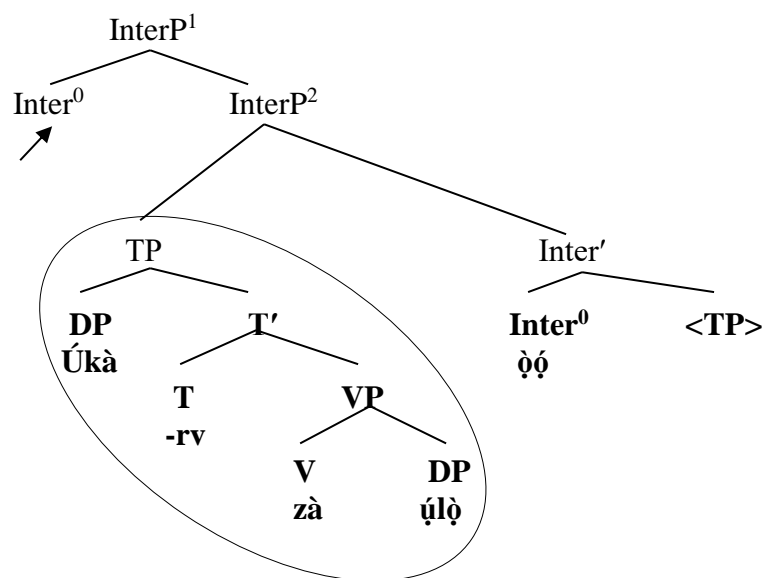 InterP¹
Inter⁰ InterP²
TP Inter′
DP T′ Inter⁰ <TP>
Úkà ọ̀ọ́
T VP
-rv
V DP
zà ụ́lọ̀